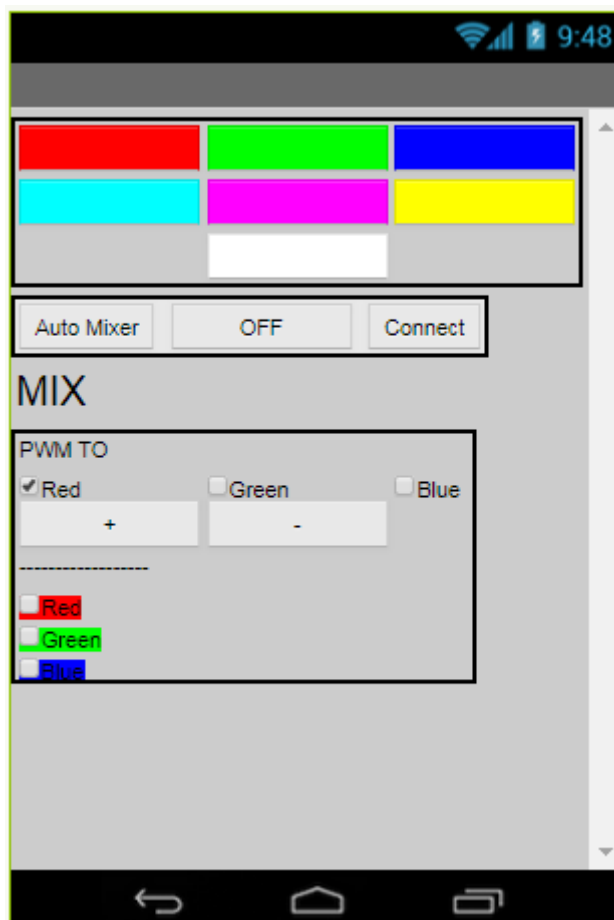 9:48
Auto Mixer OFF Connect
MIX
PWM TO
Red Green Blue
+ -
------------------
Red
Green
Blue